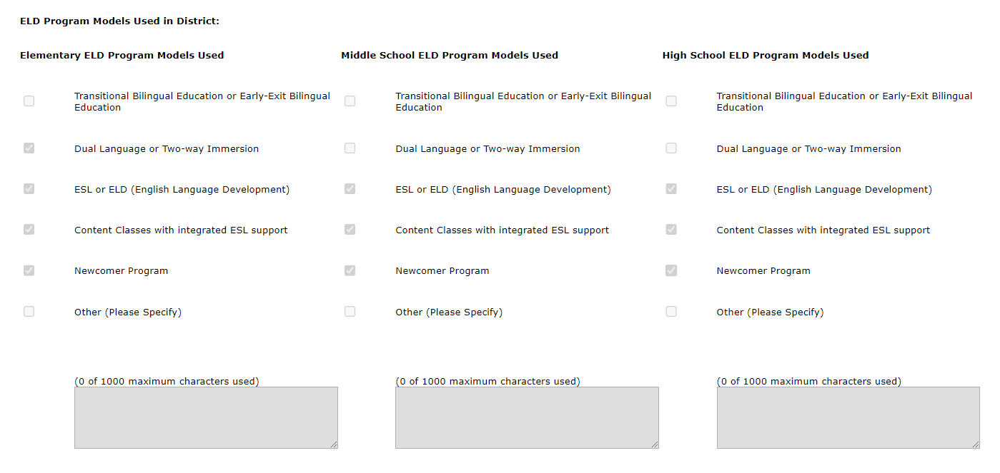 ELD Program Models Used in District:
Elementary ELD Program Models Used
Middle School ELD Program Models Used
High School ELD Program Models Used
Transitional Bilingual Education or Early-Exit Bilingual
Education
Transitional Bilingual Education or Early-Exit Bilingual
Education
Transitional Bilingual Education or Early-Exit Bilingual
Education
Dual Language or Two-way Immersion
Dual Language or Two-way Immersion
Dual Language or Two-way Immersion
ESL or ELD (English Language Development)
ESL or ELD (English Language Development)
ESL or ELD (English Language Development)
Content Classes with integrated ESL support
Content Classes with integrated ESL support
Content Classes with integrated ESL support
Newcomer Program
Newcomer Program
Newcomer Program
Other (Please Specify)
Other (Please Specify)
Other (Please Specify)
(0 of 1000 maximum characters used)
(0 of 1000 maximum characters used)
(0 of 1000 maximum characters used)